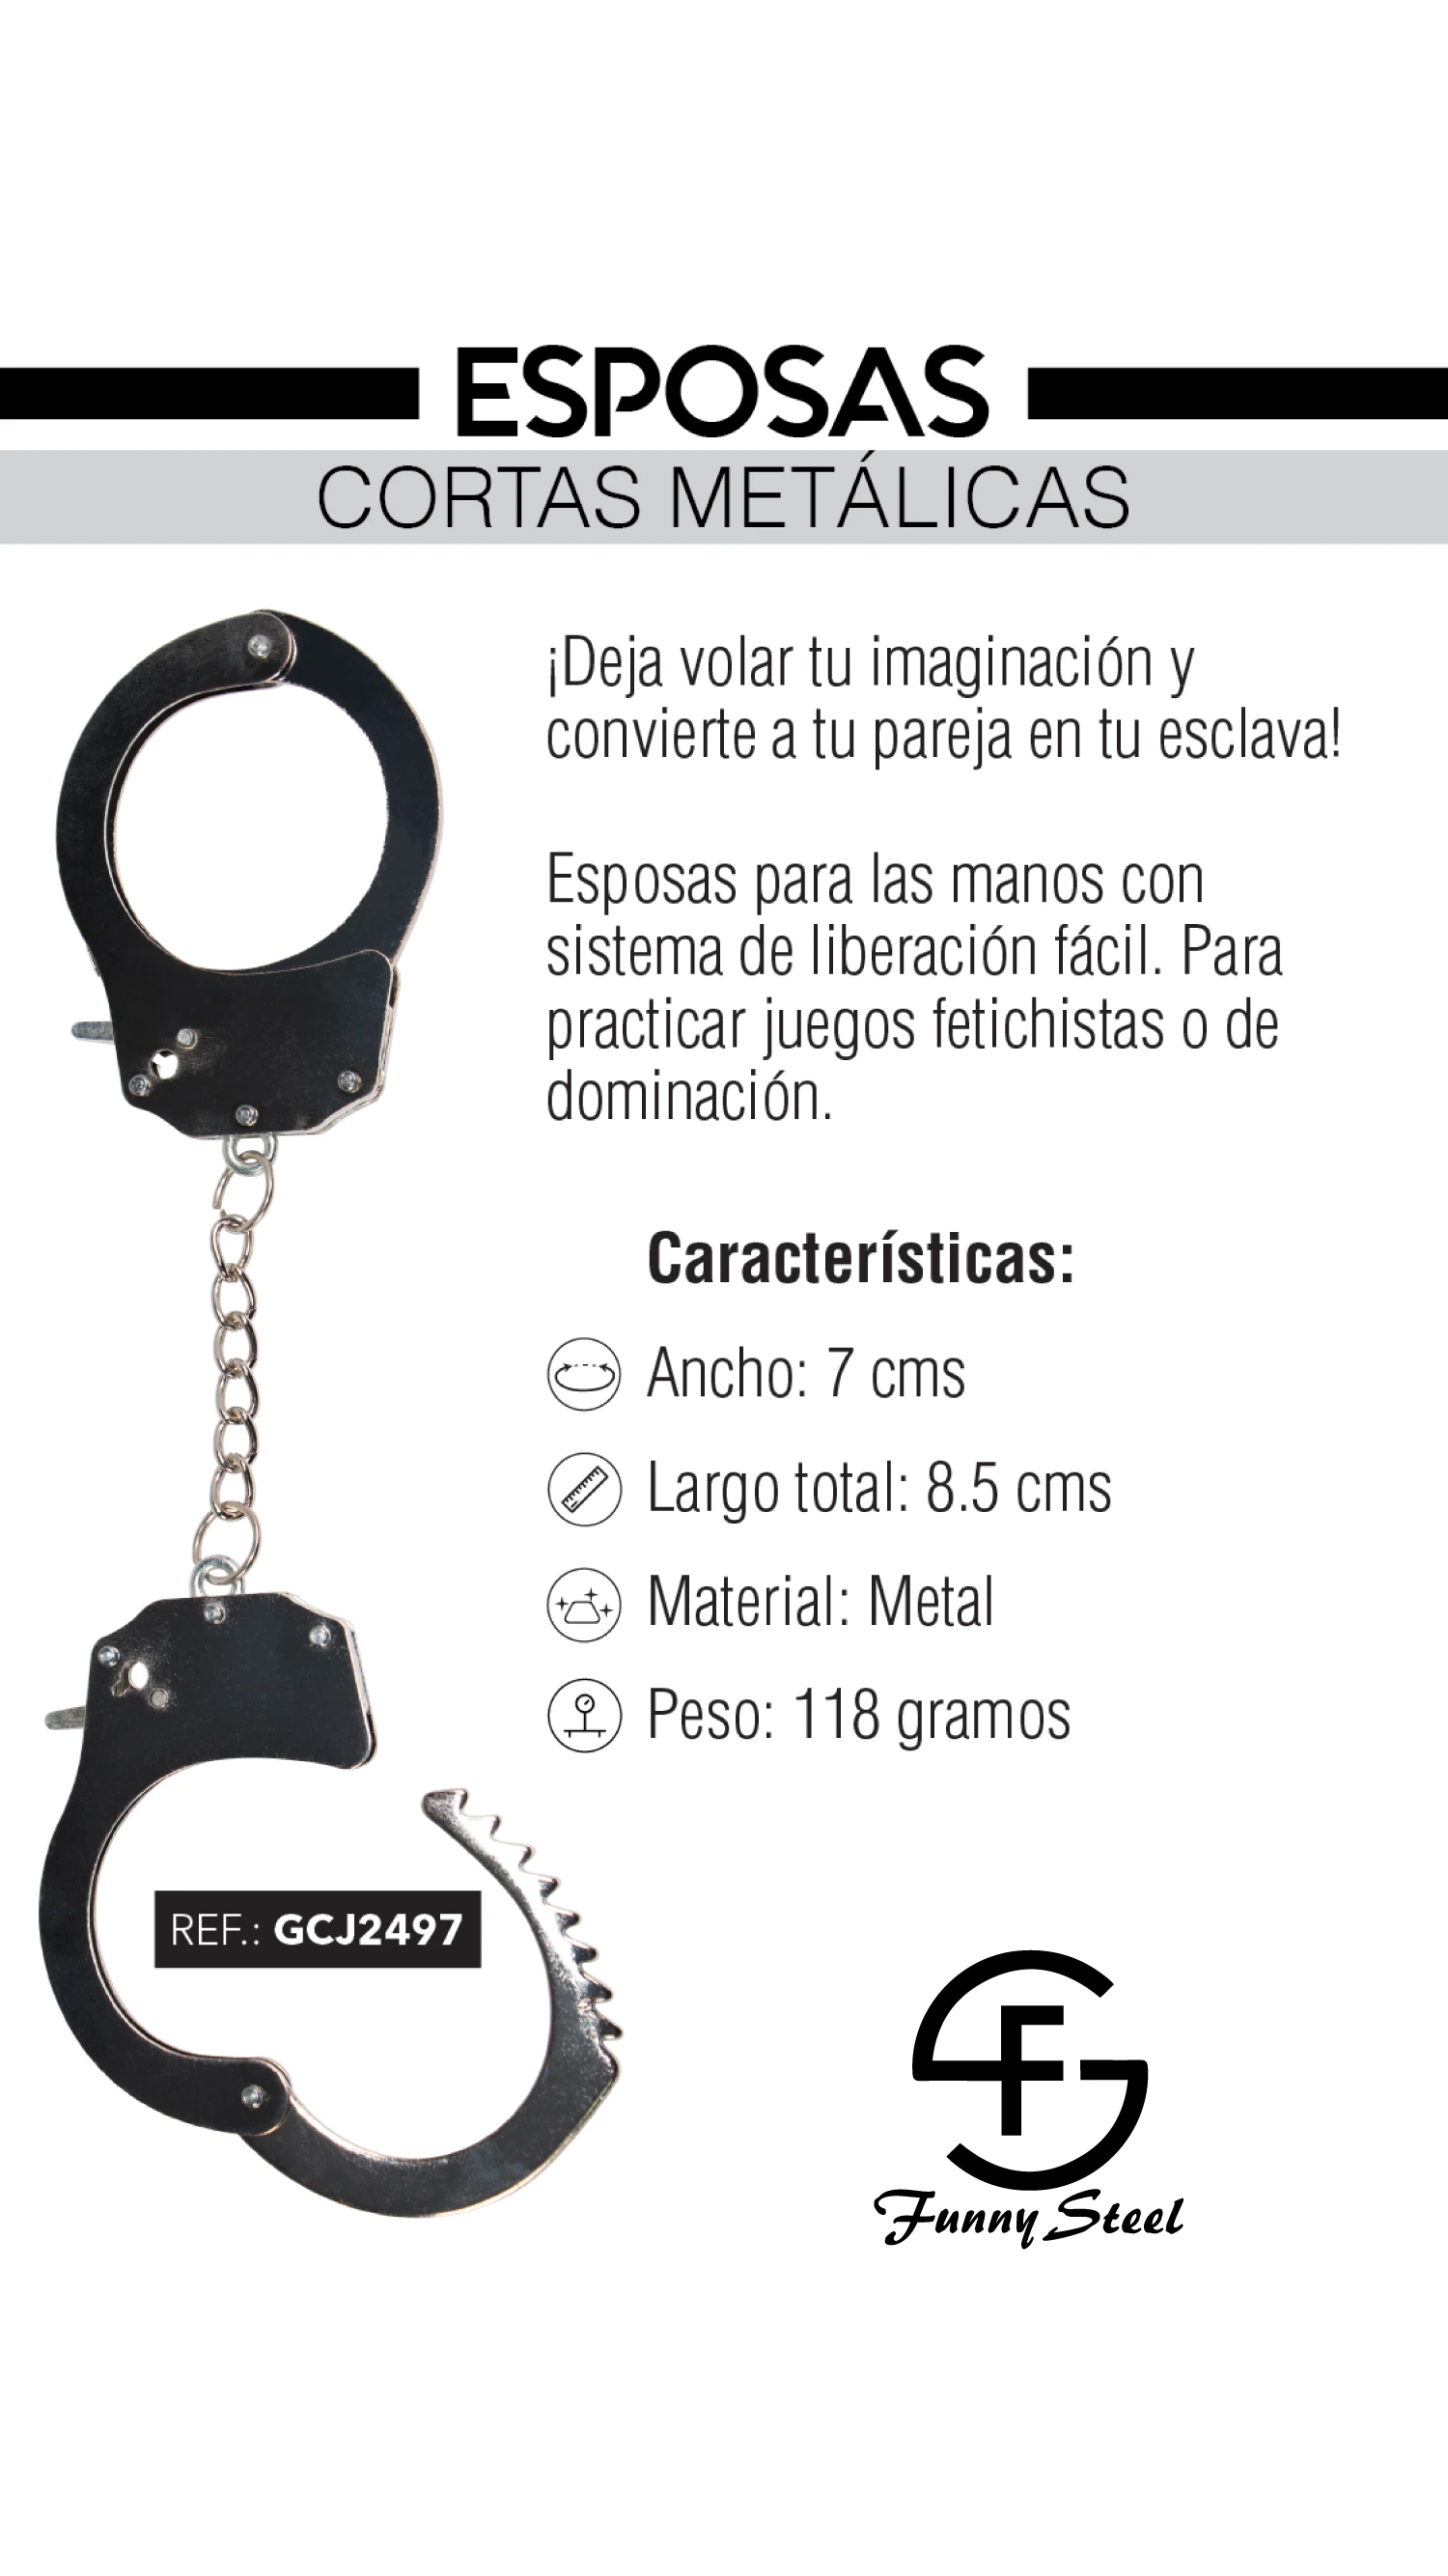 ESPOSAS
CORTAS METÁLICAS
¡Deja volar tu imaginación y
convierte a tu pareja en tu esclava!
Esposas para las manos con
sistema de liberación fácil. Para
practicar juegos fetichistas o de
dominación.
Características:
Ancho: 7 cms
Largo total: 8.5 cms
Material: Metal
Peso: 118 gramos
REF.: GCJ2497
SF
Funny Steel